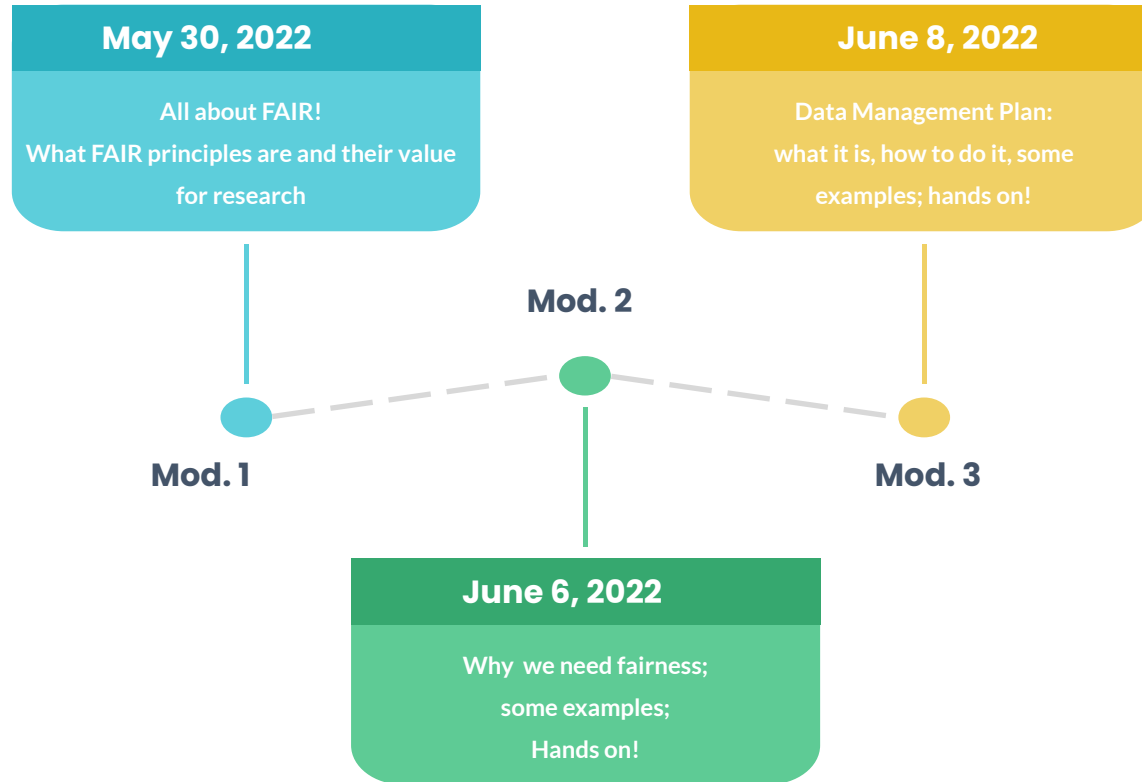 May 30, 2022
All about FAIR!
What FAIR principles are and their value
for research
Mod. 1
Mod. 2
June 6, 2022
Why  we need fairness;
some examples;
Hands on!
June 8, 2022
Data Management Plan:
what it is, how to do it, some
examples; hands on!
Mod. 3